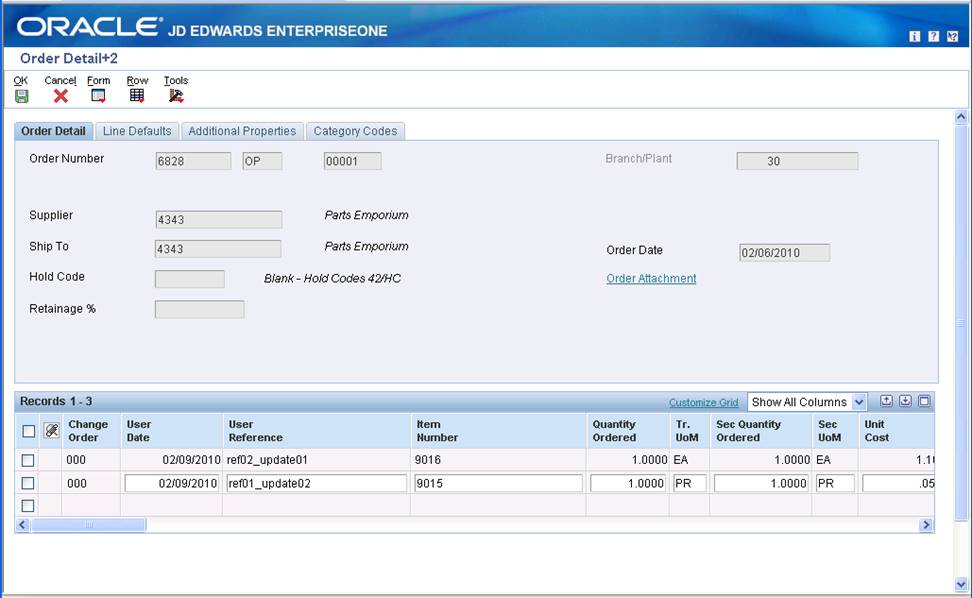 ORACLE® JD EDWARDS ENTERPRISEONE
Order Detail+2
OK Cancel Form Row Tools
Order Detail Line Defaults Additional Properties Category Codes
Order Number 6828 OP 00001 Branch/Plant 30
Supplier 4343 Parts Emporium
Ship To 4343 Parts Emporium Order Date 02/06/2010
Hold Code Blank - Hold Codes 42/HC Order Attachment
Retainage %
Records 1 - 3 Customize Grid Show All Columns
Change Order User Date User Reference Item Number Quantity Ordered Tr. UoM Sec Quantity Ordered Sec UoM Unit Cost
000 02/09/2010 ref02_update01 9016 1.0000 EA 1.0000 EA
000 02/09/2010 ref01_update02 9015 1.0000 PR 1.0000 PR .05